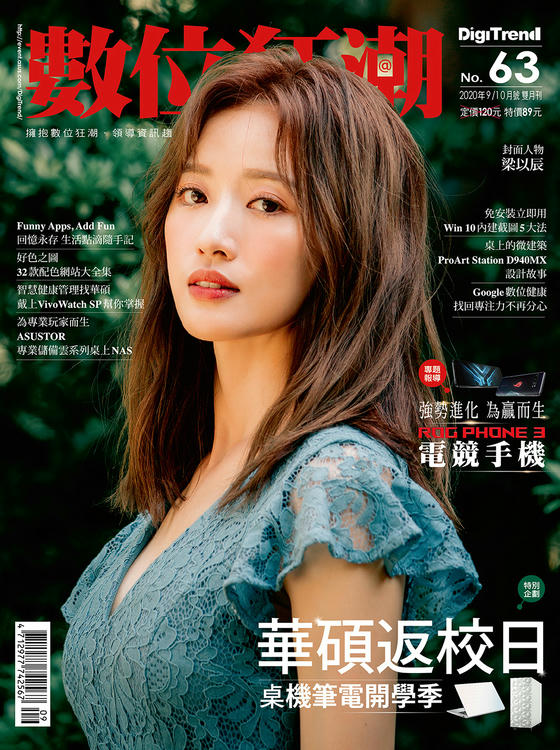 http://event.asus.com/DigiTrend/
數位狂潮
@
擁抱數位狂潮、領導資訊趨
DigiTrend
No. 63
2020年9/10月號 雙月刊
定價120元 特價89元
封面人物
梁以辰
Funny Apps, Add Fun
回憶永存 生活點滴隨手記
好色之圖
32款配色網站大全集
智慧健康管理找華碩
戴上VivoWatch SP幫你掌握
為專業玩家而生
ASUSTOR
專業儲備雲系列桌上NAS
免安裝立即用
Win 10內建截圖5大法
桌上的微建築
ProArt Station D940MX
設計故事
Google數位健康
找回專注力不再分心
專題
報導
強勢進化 為贏而生
ROG PHONE 3
電競手機
特別
企劃
華碩返校日
桌機筆電開學季
4712977742567
09